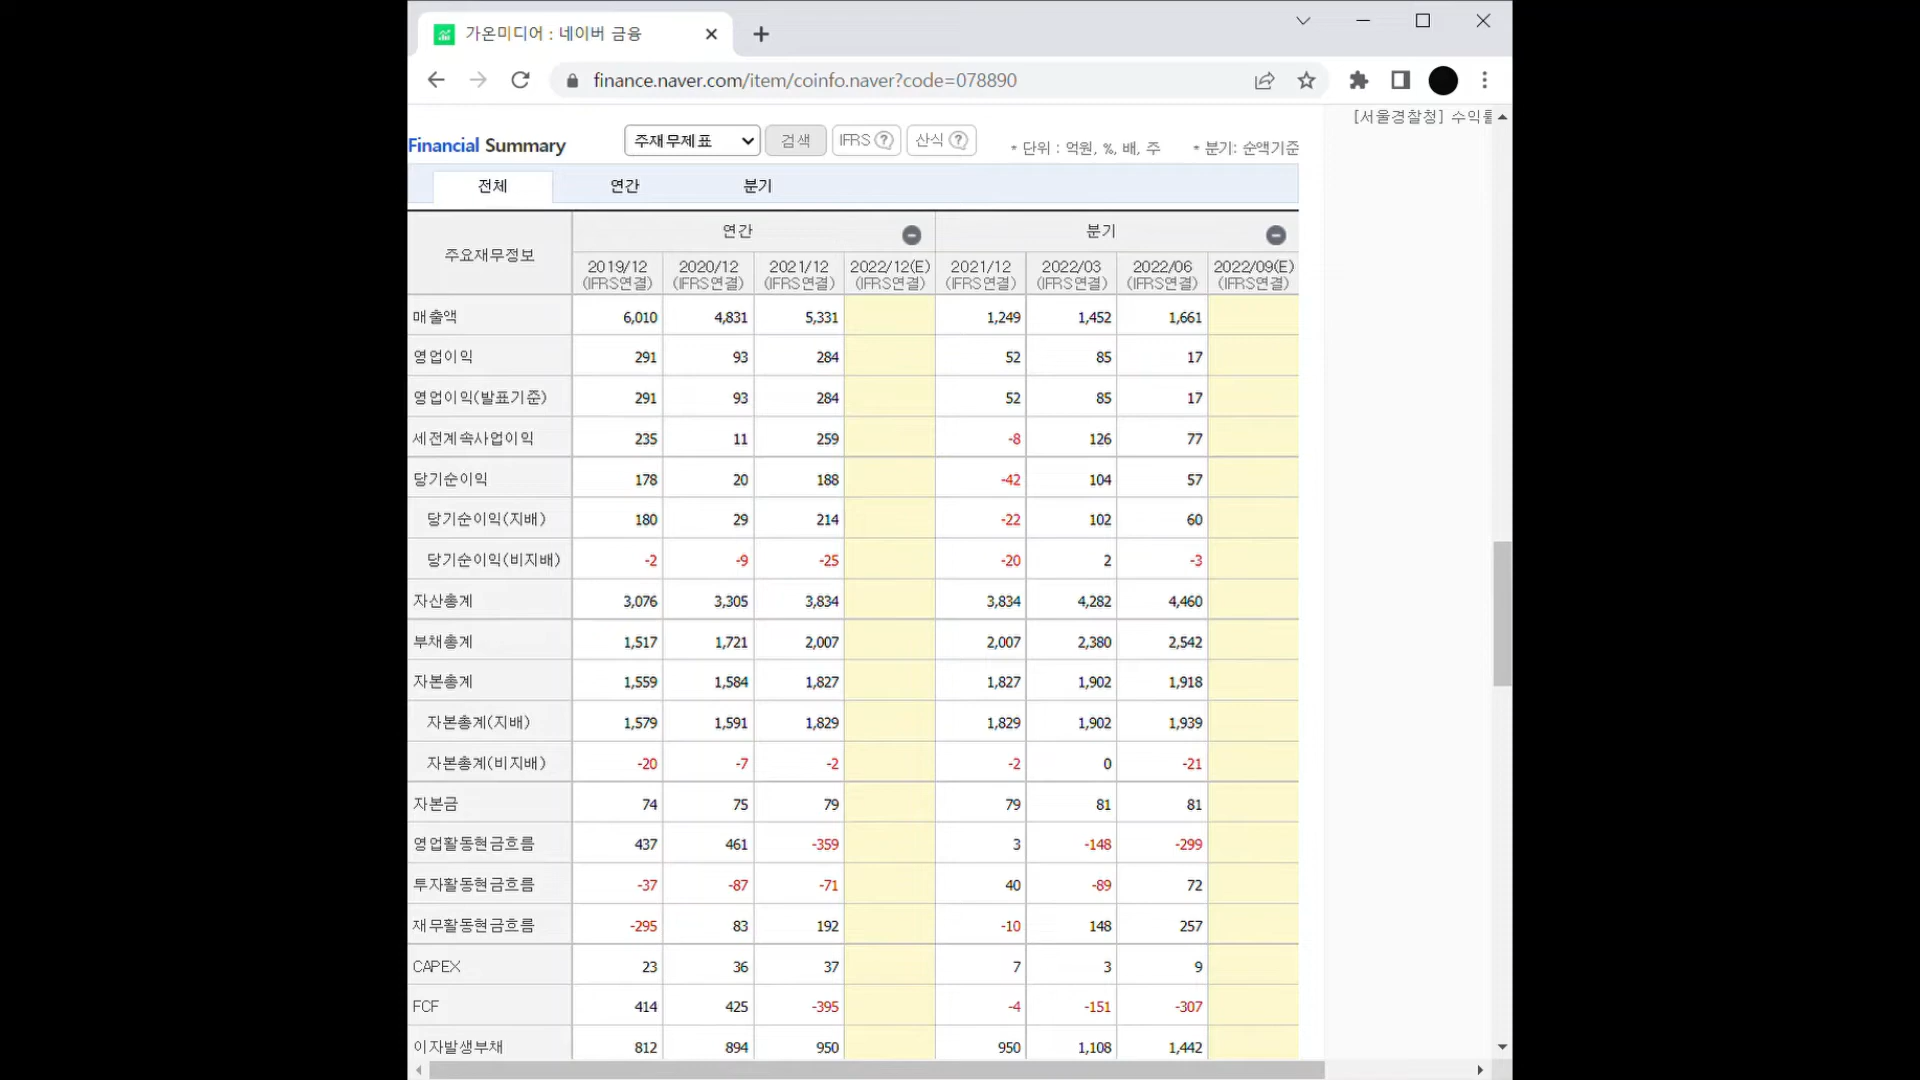 가온미디어 : 네이버 금융
finance.naver.com/item/coinfo.naver?code=078890
[서울경찰청] 수익률
Financial Summary 주재무제표 검색 IFRS ? 산식 ? * 단위 : 억원, %, 배, 주 * 분기: 순액기준
전체 연간 분기
주요재무정보 연간 분기
2019/12 2020/12 2021/12 2022/12(E) 2021/12 2022/03 2022/06 2022/09(E)
(IFRS연결) (IFRS연결) (IFRS연결) (IFRS연결) (IFRS연결) (IFRS연결) (IFRS연결) (IFRS연결)
매출액 6,010 4,831 5,331 1,249 1,452 1,661
영업이익 291 93 284 52 85 17
영업이익(발표기준) 291 93 284 52 85 17
세전계속사업이익 235 11 259 -8 126 77
당기순이익 178 20 188 -42 104 57
당기순이익(지배) 180 29 214 -22 102 60
당기순이익(비지배) -2 -9 -25 -20 2 -3
자산총계 3,076 3,305 3,834 3,834 4,282 4,460
부채총계 1,517 1,721 2,007 2,007 2,380 2,542
자본총계 1,559 1,584 1,827 1,827 1,902 1,918
자본총계(지배) 1,579 1,591 1,829 1,829 1,902 1,939
자본총계(비지배) -20 -7 -2 -2 0 -21
자본금 74 75 79 79 81 81
영업활동현금흐름 437 461 -359 3 -148 -299
투자활동현금흐름 -37 -87 -71 40 -89 72
재무활동현금흐름 -295 83 192 -10 148 257
CAPEX 23 36 37 7 3 9
FCF 414 425 -395 -4 -151 -307
이자발생부채 812 894 950 950 1,108 1,442